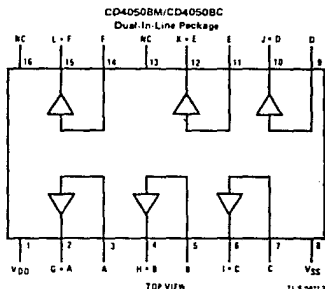 CD4050BM/CD4050BC
Dual-In-Line Package
NC L = F F NC K = E E J = D D
16 15 14 13 12 11 10 9
1 2 3 4 5 6 7 8
VDD G = A A H = B B I = C C VSS
TOP VIEW